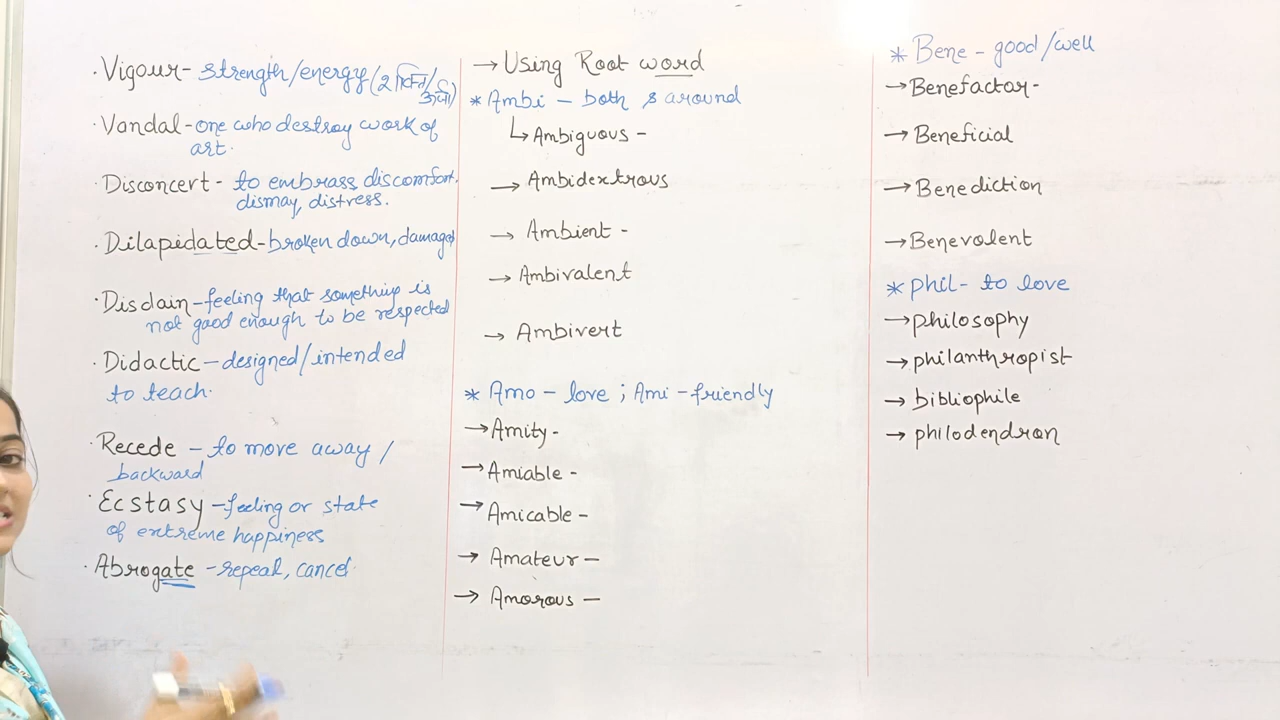 · Vigour - strength/energy (शक्ति/
ऊर्जा)
· Vandal - one who destroy work of
art.
· Disconcert - to embrass discomfort,
dismay, distress.
· Dilapidated - broken down, damaged
· Disdain - feeling that something is
not good enough to be respected
· Didactic - designed/intended
to teach.
· Recede - to move away /
backward
· Ecstasy - feeling or state
of extreme happiness
· Abrogate - repeal, cancel.
→ Using Root word
* Ambi - both & around
↳ Ambiguous -
→ Ambidextrous
→ Ambient -
→ Ambivalent
→ Ambivert
* Amo - love ; Ami - friendly
→ Amity -
→ Amiable -
→ Amicable -
→ Amateur -
→ Amorous -
* Bene - good/well
→ Benefactor -
→ Beneficial
→ Benediction
→ Benevolent
* phil - to love
→ philosophy
→ philanthropist
→ bibliophile
→ philodendron